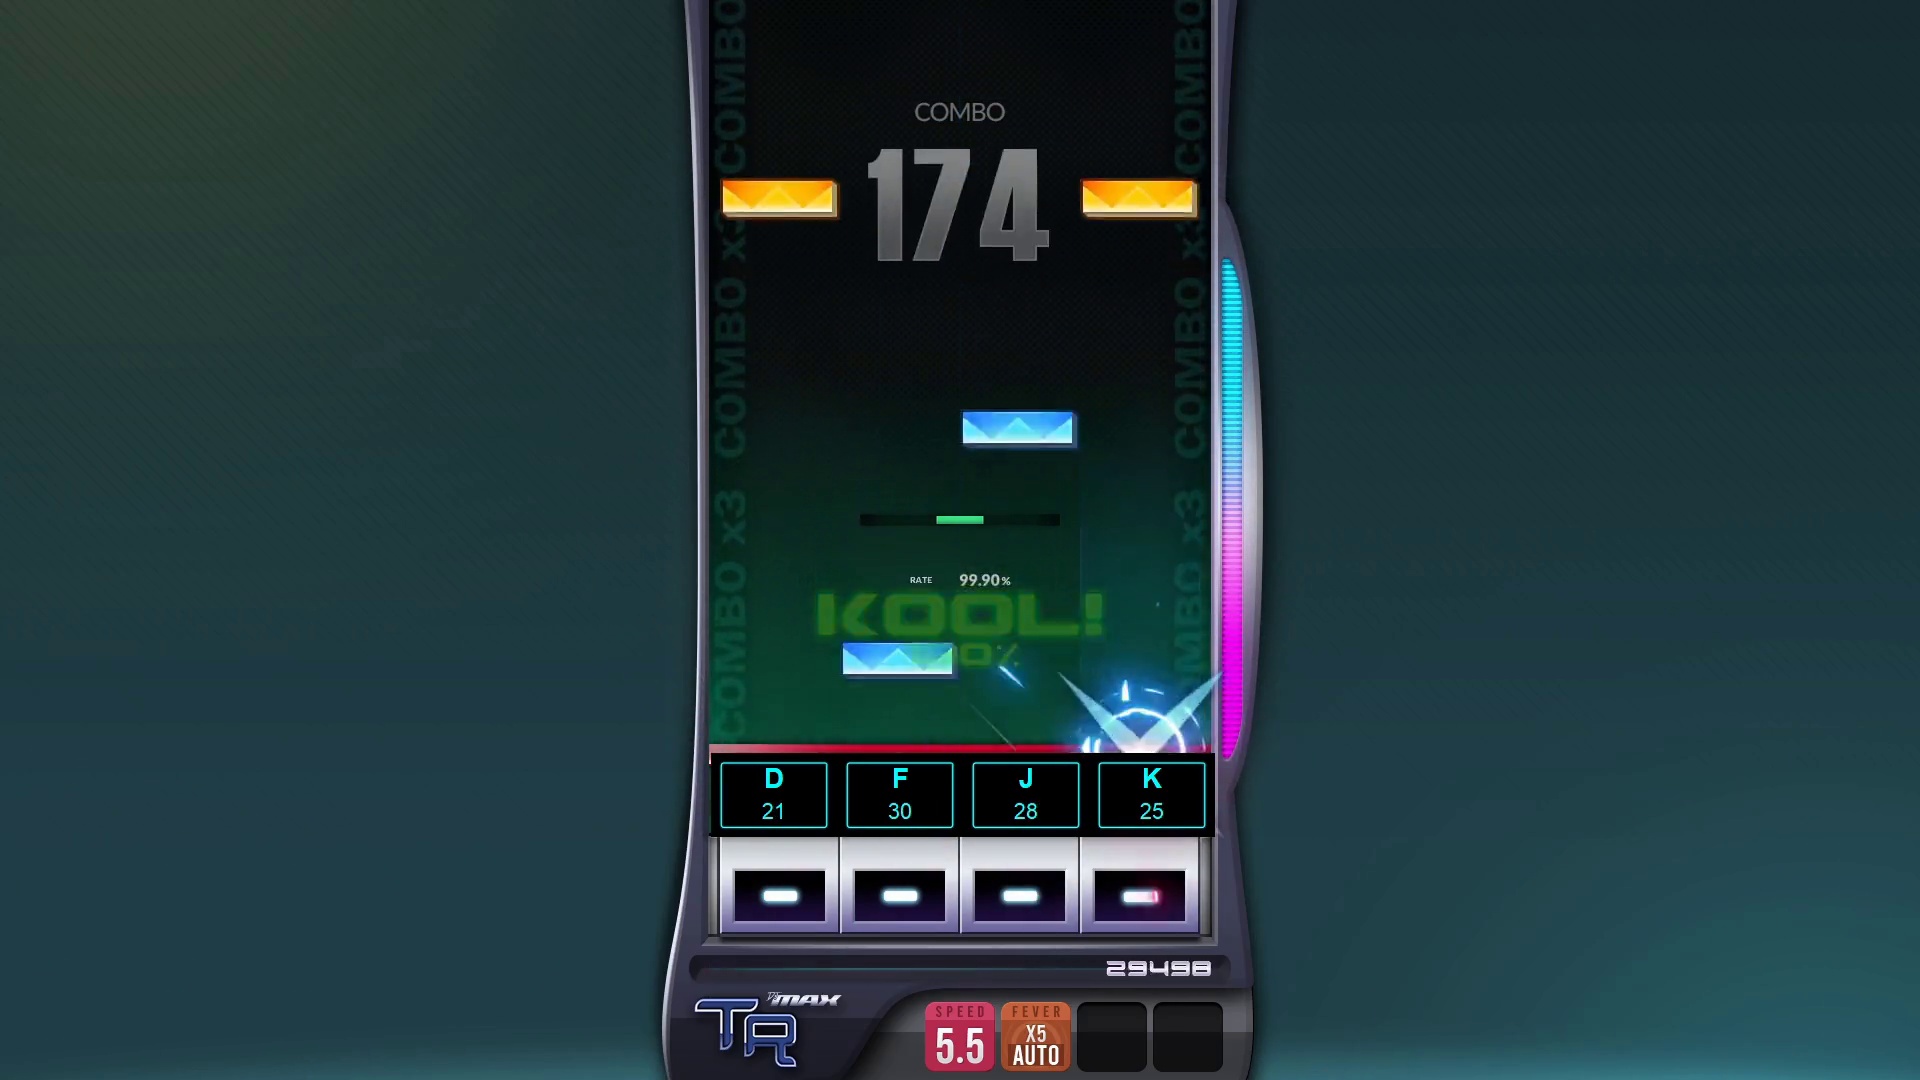 COMBO x3 COMBO x3 COMBO
COMBO x3 COMBO x3 COMBO
COMBO
174
RATE 99.90%
KOOL!
D F J K
21 30 28 25
29498
MAX
TR
SPEED
5.5
FEVER
X5
AUTO